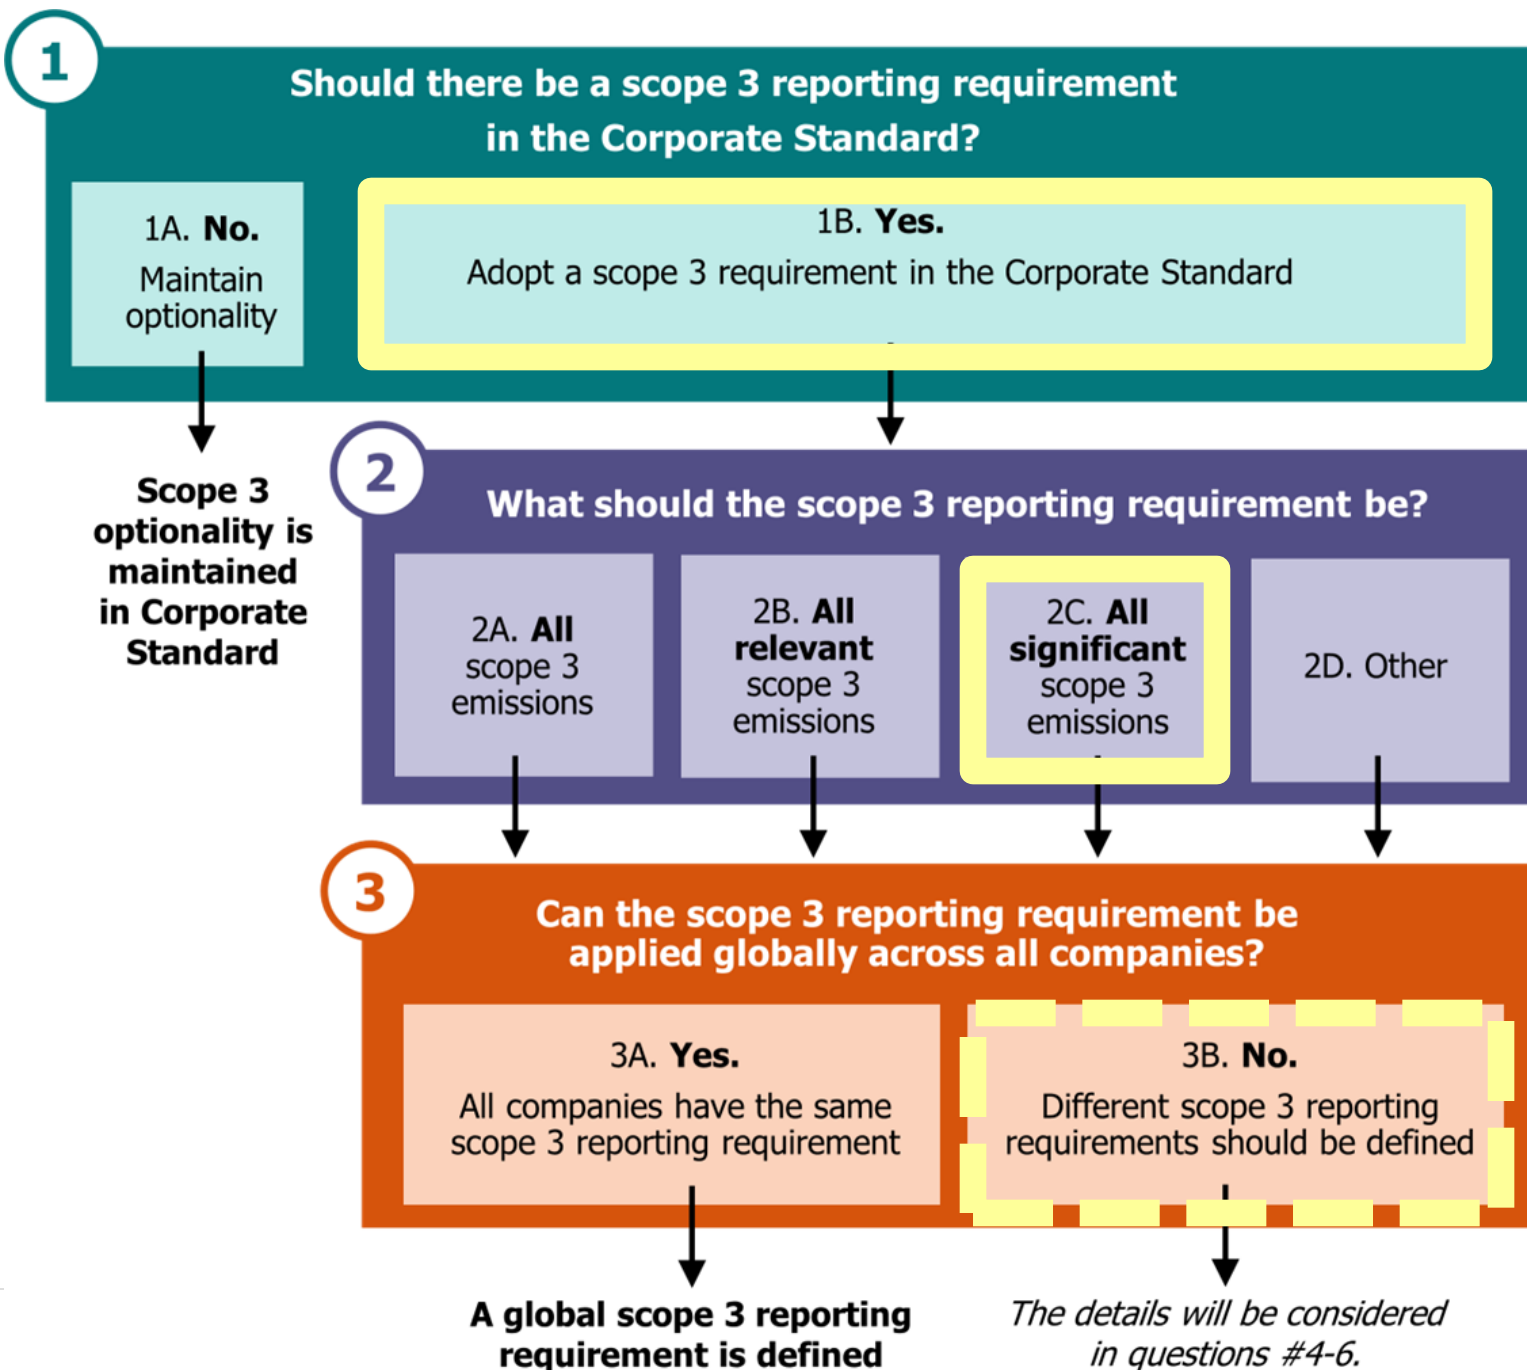 1
Should there be a scope 3 reporting requirement
in the Corporate Standard?
1A. No.
Maintain
optionality
1B. Yes.
Adopt a scope 3 requirement in the Corporate Standard
Scope 3
optionality is
maintained
in Corporate
Standard
2
What should the scope 3 reporting requirement be?
2A. All
scope 3
emissions
2B. All
relevant
scope 3
emissions
2C. All
significant
scope 3
emissions
2D. Other
3
Can the scope 3 reporting requirement be
applied globally across all companies?
3A. Yes.
All companies have the same
scope 3 reporting requirement
3B. No.
Different scope 3 reporting
requirements should be defined
A global scope 3 reporting
requirement is defined
The details will be considered
in questions #4-6.